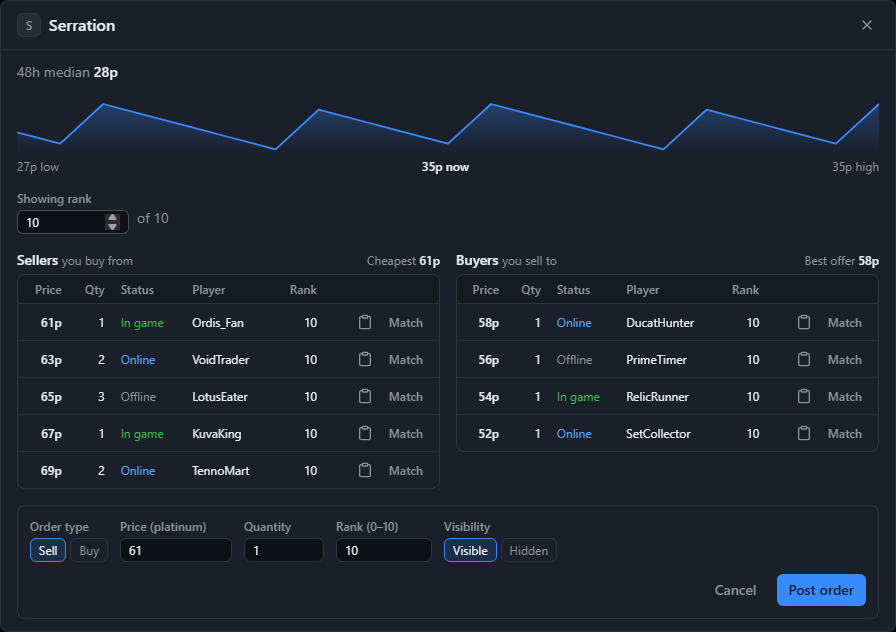 S Serration
48h median 28p
27p low 35p now 35p high
Showing rank
10 of 10
Sellers you buy from Cheapest 61p
Price Qty Status Player Rank
61p 1 In game Ordis_Fan 10 Match
63p 2 Online VoidTrader 10 Match
65p 3 Offline LotusEater 10 Match
67p 1 In game KuvaKing 10 Match
69p 2 Online TennoMart 10 Match
Buyers you sell to Best offer 58p
Price Qty Status Player Rank
58p 1 Online DucatHunter 10 Match
56p 1 Offline PrimeTimer 10 Match
54p 1 In game RelicRunner 10 Match
52p 1 Online SetCollector 10 Match
Order type Price (platinum) Quantity Rank (0–10) Visibility
Sell Buy 61 1 10 Visible Hidden
Cancel Post order